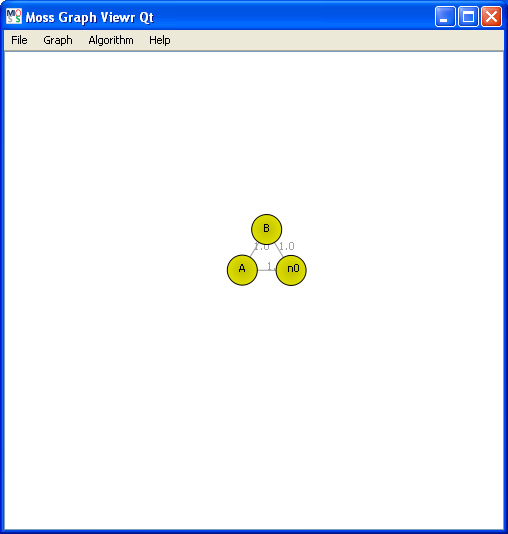 Moss Graph Viewr Qt
File Graph Algorithm Help
B
1.0 1.0
A n0